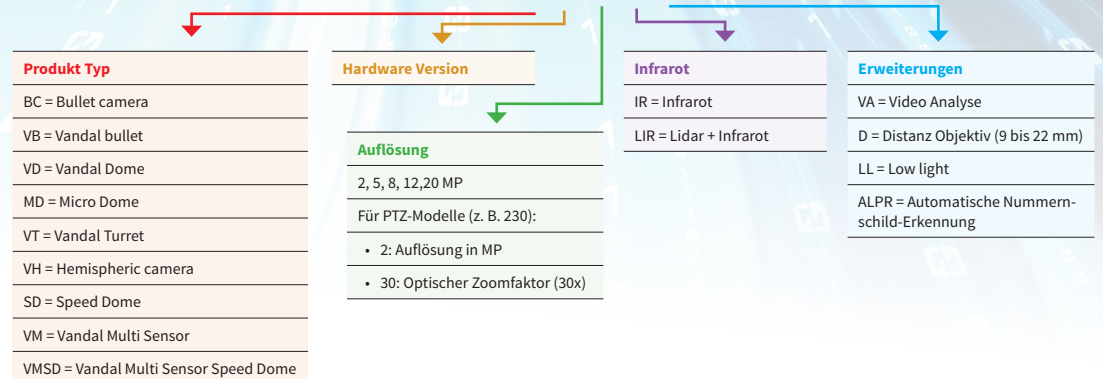 Produkt Typ
BC = Bullet camera
VB = Vandal bullet
VD = Vandal Dome
MD = Micro Dome
VT = Vandal Turret
VH = Hemispheric camera
SD = Speed Dome
VM = Vandal Multi Sensor
VMSD = Vandal Multi Sensor Speed Dome
Hardware Version
Auflösung
2, 5, 8, 12,20 MP
Für PTZ-Modelle (z. B. 230):
• 2: Auflösung in MP
• 30: Optischer Zoomfaktor (30x)
Infrarot
IR = Infrarot
LIR = Lidar + Infrarot
Erweiterungen
VA = Video Analyse
D = Distanz Objektiv (9 bis 22 mm)
LL = Low light
ALPR = Automatische Nummern-
schild-Erkennung